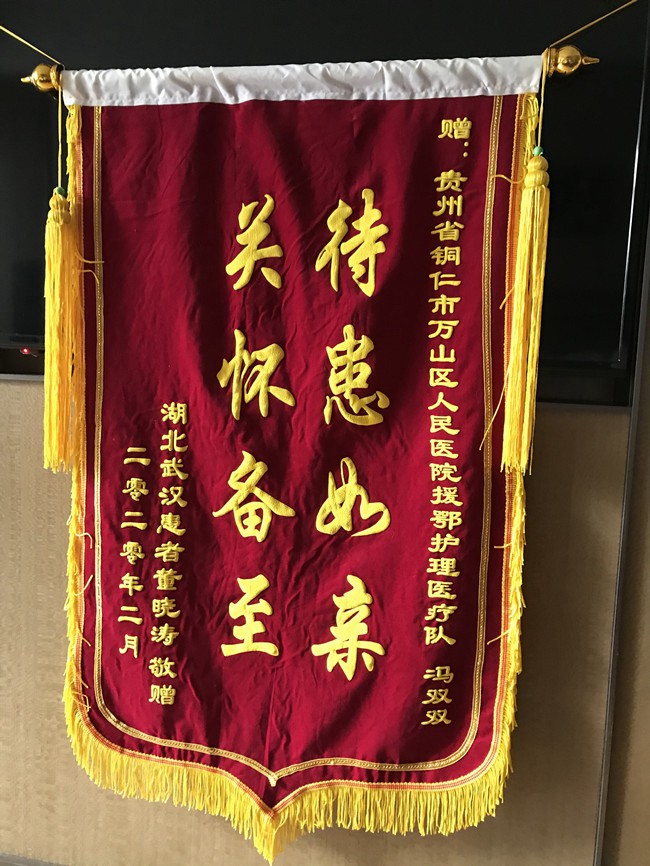 赠：贵州省铜仁市万山区人民医院援鄂护理医疗队 冯双双
待患如亲
关怀备至
湖北武汉患者董晓涛敬赠
二零二零年二月